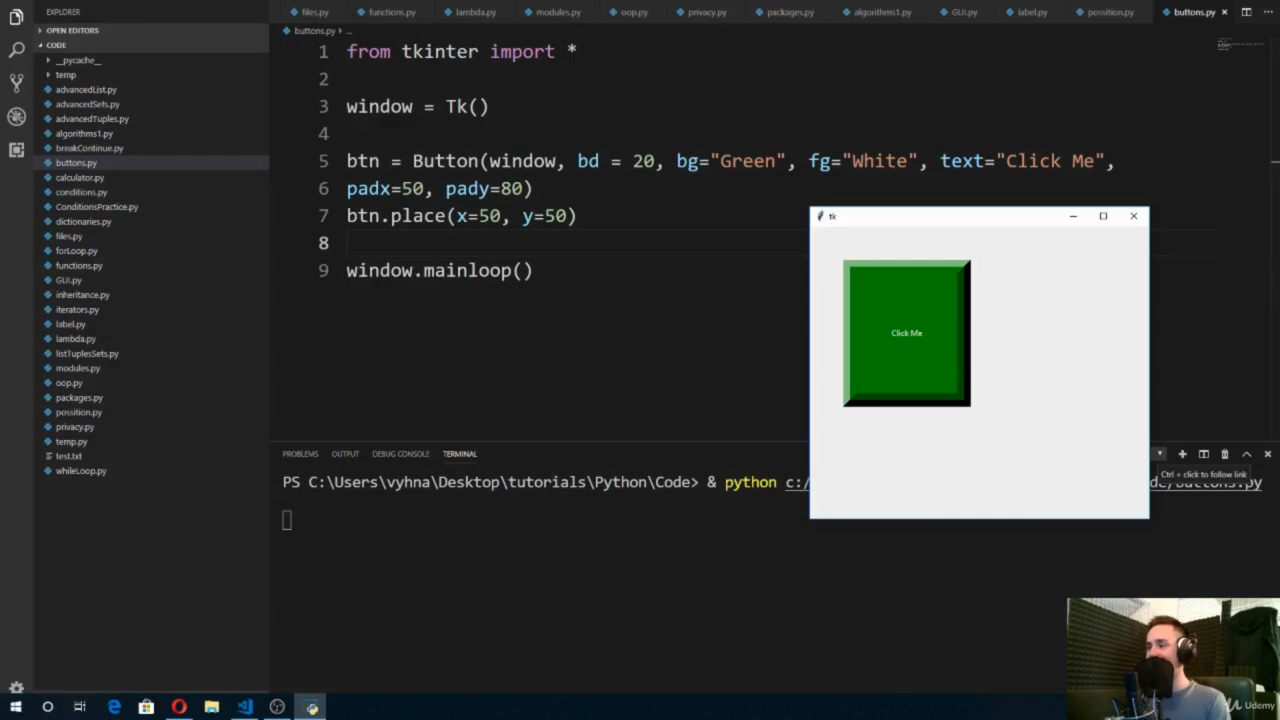 EXPLORER
files.py
functions.py
lambda.py
modules.py
oop.py
privacy.py
packages.py
algorithms1.py
GUI.py
label.py
possition.py
buttons.py
OPEN EDITORS
CODE
buttons.py › ...
__pycache__
temp
advancedList.py
advancedSets.py
advancedTuples.py
algorithms1.py
breakContinue.py
buttons.py
calculator.py
conditions.py
ConditionsPractice.py
dictionaries.py
files.py
forLoop.py
functions.py
GUI.py
inheritance.py
iterators.py
label.py
lambda.py
listTuplesSets.py
modules.py
oop.py
packages.py
possition.py
privacy.py
temp.py
test.txt
whileLoop.py
1 from tkinter import *
2
3 window = Tk()
4
5 btn = Button(window, bd = 20, bg="Green", fg="White", text="Click Me",
6 padx=50, pady=80)
7 btn.place(x=50, y=50)
8
9 window.mainloop()
tk
Click Me
PROBLEMS OUTPUT DEBUG CONSOLE TERMINAL
Ctrl + click to follow link
PS C:\Users\vyhna\Desktop\tutorials\Python\Code> & python c:/
Udemy